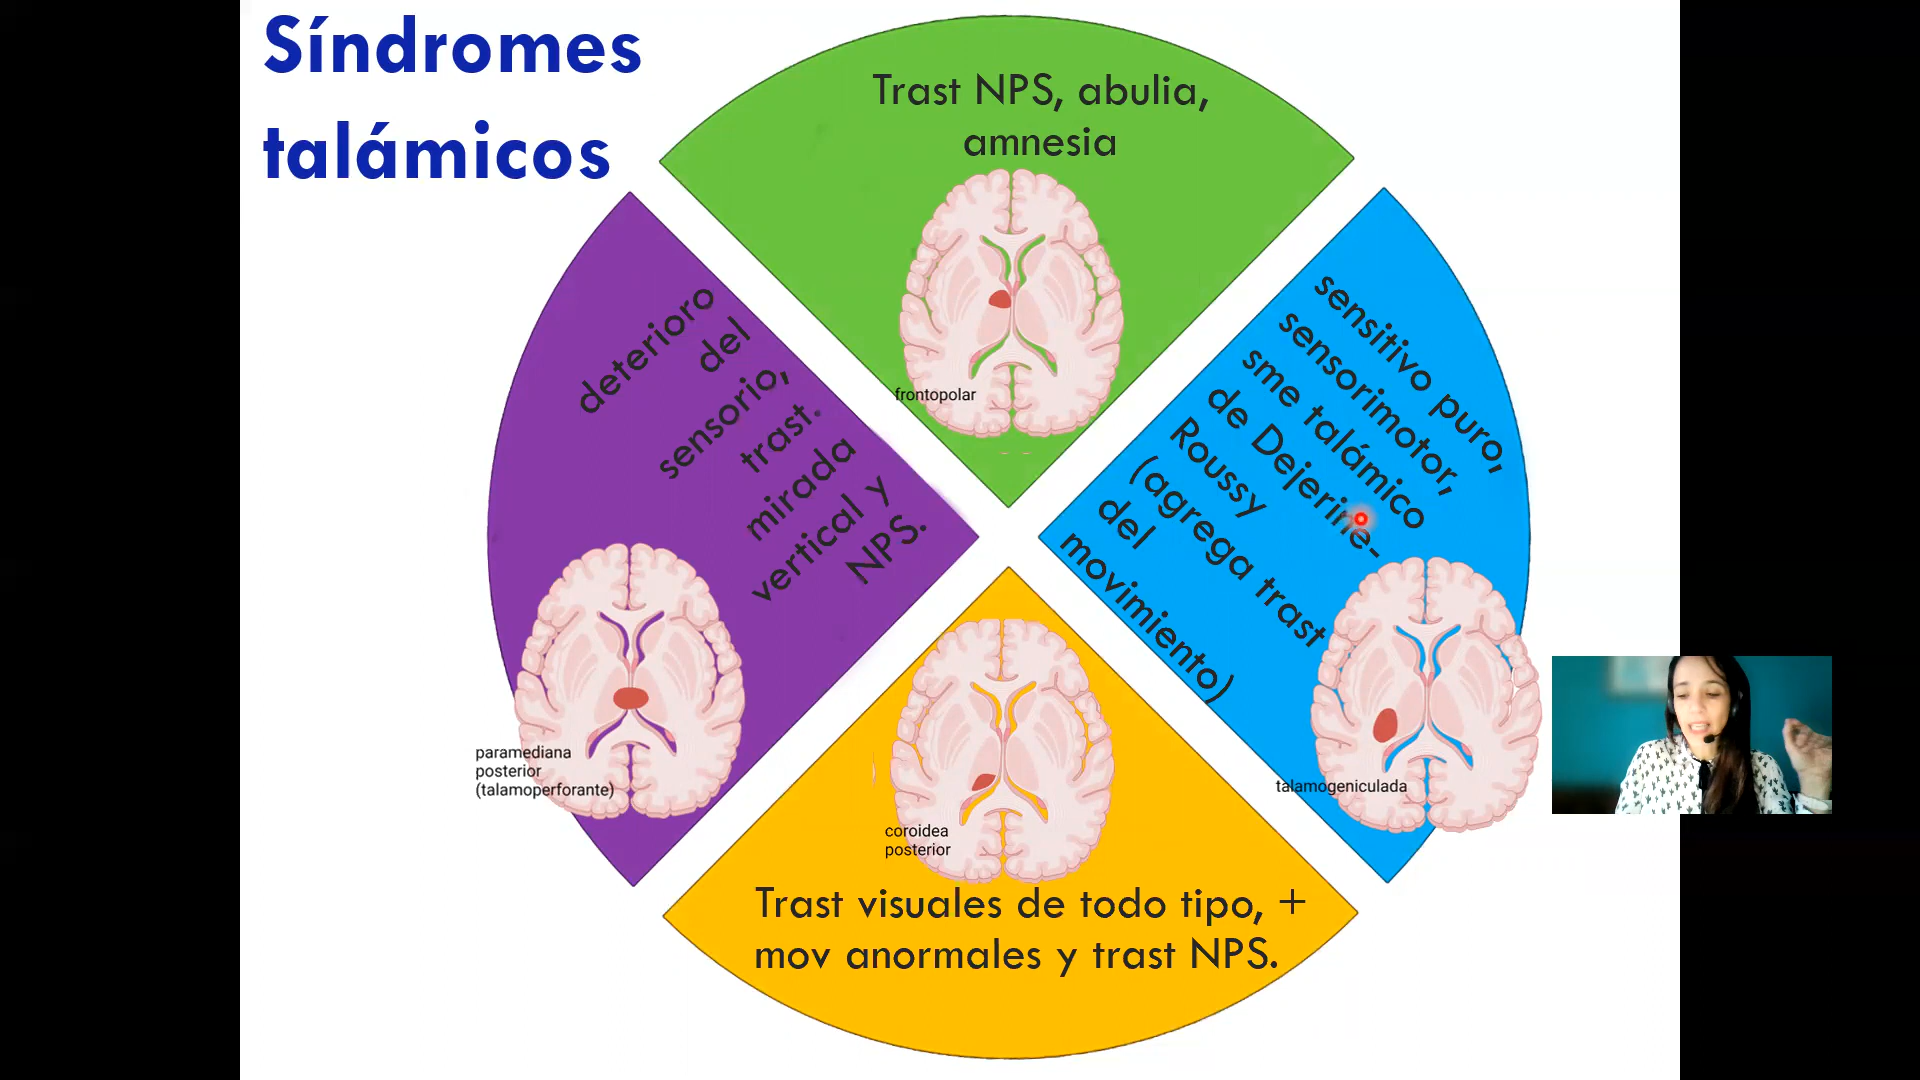 Síndromes
talámicos
Trast NPS, abulia,
amnesia
frontopolar
sensitivo puro,
sensorimotor,
sme talámico
de Dejerine-
Roussy
(agrega trast
del
movimiento)
talamogeniculada
deterioro
del
sensorio,
trast.
mirada
vertical y
NPS.
paramediana
posterior
(talamoperforante)
coroidea
posterior
Trast visuales de todo tipo, +
mov anormales y trast NPS.